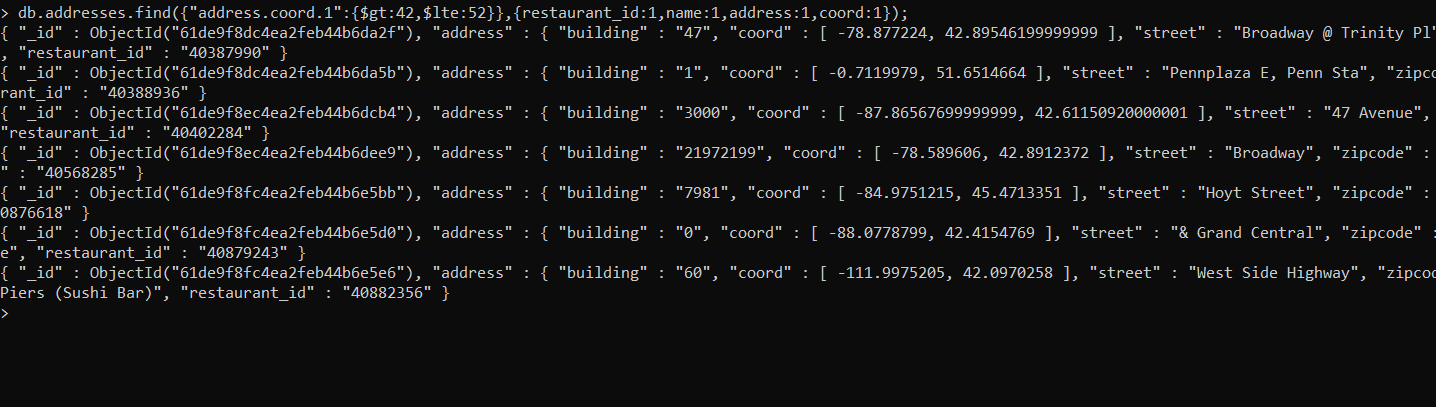 > db.addresses.find({"address.coord.1":{$gt:42,$lte:52}},{restaurant_id:1,name:1,address:1,coord:1});
{ "_id" : ObjectId("61de9f8dc4ea2feb44b6da2f"), "address" : { "building" : "47", "coord" : [ -78.877224, 42.89546199999999 ], "street" : "Broadway @ Trinity Pl"
, "restaurant_id" : "40387990" }
{ "_id" : ObjectId("61de9f8dc4ea2feb44b6da5b"), "address" : { "building" : "1", "coord" : [ -0.7119979, 51.6514664 ], "street" : "Pennplaza E, Penn Sta", "zipco
rant_id" : "40388936" }
{ "_id" : ObjectId("61de9f8ec4ea2feb44b6dcb4"), "address" : { "building" : "3000", "coord" : [ -87.86567699999999, 42.61150920000001 ], "street" : "47 Avenue",
"restaurant_id" : "40402284" }
{ "_id" : ObjectId("61de9f8ec4ea2feb44b6dee9"), "address" : { "building" : "21972199", "coord" : [ -78.589606, 42.8912372 ], "street" : "Broadway", "zipcode" :
" : "40568285" }
{ "_id" : ObjectId("61de9f8fc4ea2feb44b6e5bb"), "address" : { "building" : "7981", "coord" : [ -84.9751215, 45.4713351 ], "street" : "Hoyt Street", "zipcode" :
0876618" }
{ "_id" : ObjectId("61de9f8fc4ea2feb44b6e5d0"), "address" : { "building" : "0", "coord" : [ -88.0778799, 42.4154769 ], "street" : "& Grand Central", "zipcode" :
e", "restaurant_id" : "40879243" }
{ "_id" : ObjectId("61de9f8fc4ea2feb44b6e5e6"), "address" : { "building" : "60", "coord" : [ -111.9975205, 42.0970258 ], "street" : "West Side Highway", "zipco
Piers (Sushi Bar)", "restaurant_id" : "40882356" }
>